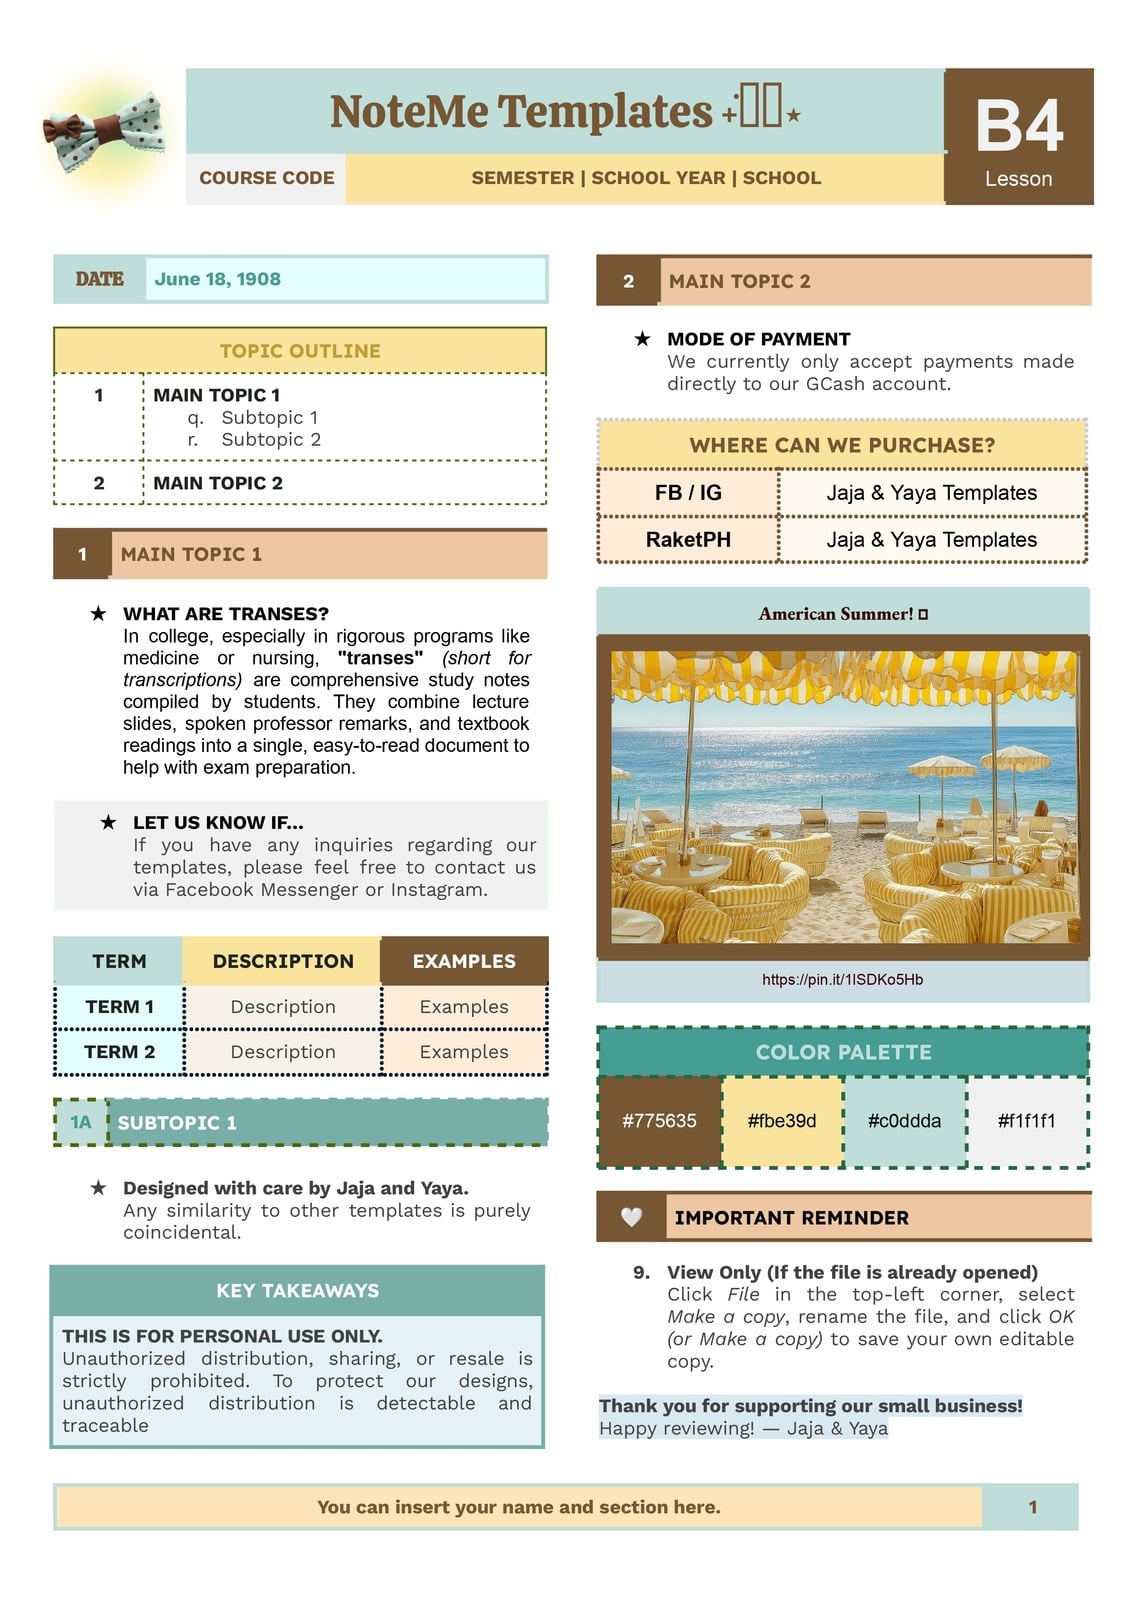 NoteMe Templates ₊˚▯▯⋆
COURSE CODE
SEMESTER | SCHOOL YEAR | SCHOOL
B4
Lesson
DATE
June 18, 1908
TOPIC OUTLINE
1
MAIN TOPIC 1
q. Subtopic 1
r. Subtopic 2
2
MAIN TOPIC 2
1
MAIN TOPIC 1
★ WHAT ARE TRANSES?
In college, especially in rigorous programs like
medicine or nursing, "transes" (short for
transcriptions) are comprehensive study notes
compiled by students. They combine lecture
slides, spoken professor remarks, and textbook
readings into a single, easy-to-read document to
help with exam preparation.
★ LET US KNOW IF...
If you have any inquiries regarding our
templates, please feel free to contact us
via Facebook Messenger or Instagram.
TERM DESCRIPTION EXAMPLES
TERM 1 Description Examples
TERM 2 Description Examples
1A
SUBTOPIC 1
★ Designed with care by Jaja and Yaya.
Any similarity to other templates is purely
coincidental.
KEY TAKEAWAYS
THIS IS FOR PERSONAL USE ONLY.
Unauthorized distribution, sharing, or resale is
strictly prohibited. To protect our designs,
unauthorized distribution is detectable and
traceable
2
MAIN TOPIC 2
★ MODE OF PAYMENT
We currently only accept payments made
directly to our GCash account.
WHERE CAN WE PURCHASE?
FB / IG Jaja & Yaya Templates
RaketPH Jaja & Yaya Templates
American Summer! ▯
COLOR PALETTE
#775635 #fbe39d #c0ddda #f1f1f1
🤍 IMPORTANT REMINDER
9. View Only (If the file is already opened)
Click File in the top-left corner, select
Make a copy, rename the file, and click OK
(or Make a copy) to save your own editable
copy.
Thank you for supporting our small business!
Happy reviewing! — Jaja & Yaya
You can insert your name and section here.
1